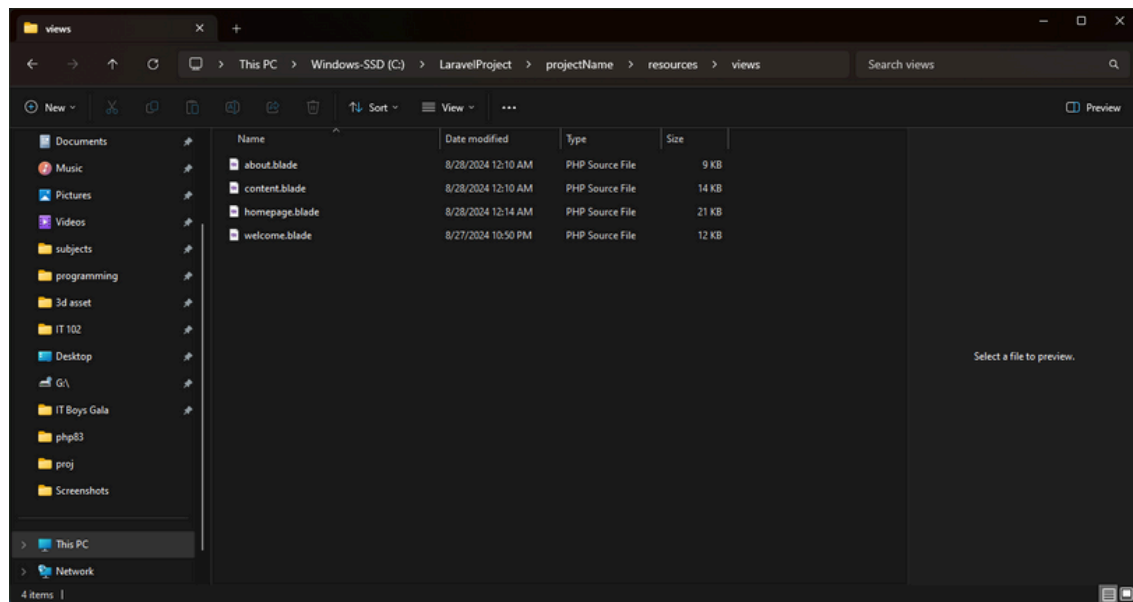 views
This PC > Windows-SSD (C:) > LaravelProject > projectName > resources > views
Search views
New
Sort
View
Preview
Documents
Music
Pictures
Videos
subjects
programming
3d asset
IT 102
Desktop
G:\
IT Boys Gala
php83
proj
Screenshots
This PC
Network
Name Date modified Type Size
about.blade 8/28/2024 12:10 AM PHP Source File 9 KB
content.blade 8/28/2024 12:10 AM PHP Source File 14 KB
homepage.blade 8/28/2024 12:14 AM PHP Source File 21 KB
welcome.blade 8/27/2024 10:50 PM PHP Source File 12 KB
Select a file to preview.
4 items